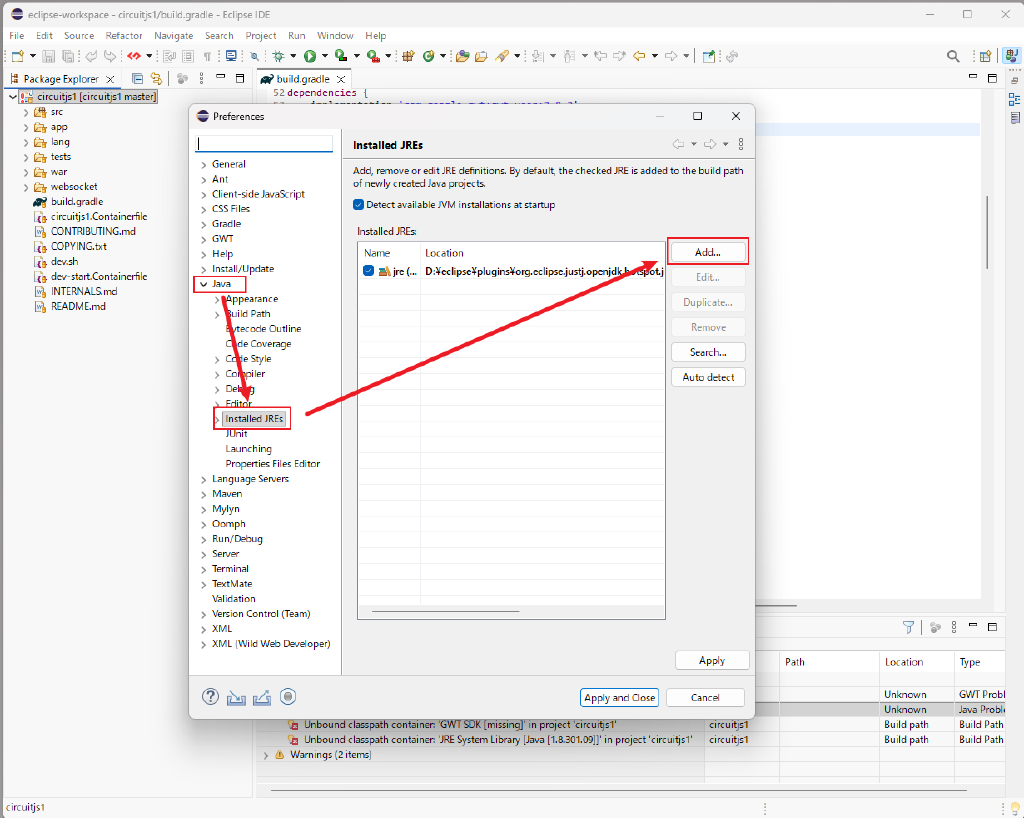 eclipse-workspace - circuitjs1/build.gradle - Eclipse IDE
File Edit Source Refactor Navigate Search Project Run Window Help
Package Explorer
circuitjs1 [circuitjs1 master]
src
app
lang
tests
war
websocket
build.gradle
circuitjs1.Containerfile
CONTRIBUTING.md
COPYING.txt
dev.sh
dev-start.Containerfile
INTERNALS.md
README.md
build.gradle
52 dependencies {
Preferences
General
Ant
Client-side JavaScript
CSS Files
Gradle
GWT
Help
Install/Update
Java
Appearance
Build Path
Bytecode Outline
Code Coverage
Code Style
Compiler
Debug
Editor
Installed JREs
JUnit
Launching
Properties Files Editor
Language Servers
Maven
Mylyn
Oomph
Run/Debug
Server
Terminal
TextMate
Validation
Version Control (Team)
XML
XML (Wild Web Developer)
Installed JREs
Add, remove or edit JRE definitions. By default, the checked JRE is added to the build path
of newly created Java projects.
Detect available JVM installations at startup
Installed JREs:
Name Location
jre (... D:¥eclipse¥plugins¥org.eclipse.justj.openjdk.hotspot.j
Add...
Edit...
Duplicate...
Remove
Search...
Auto detect
Apply
Apply and Close Cancel
Path Location Type
Unknown GWT Probl
Unknown Java Proble
Unbound classpath container: 'GWT SDK [missing]' in project 'circuitjs1' circuitjs1 Build path Build Path
Unbound classpath container: 'JRE System Library [Java [1.8.301.09]]' in project 'circuitjs1' circuitjs1 Build path Build Path
Warnings (2 items)
circuitjs1